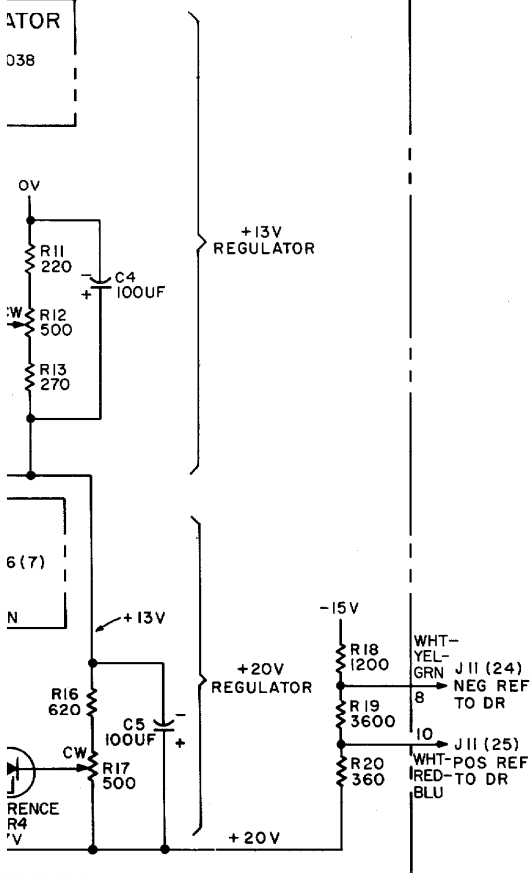 ATOR
038
0V
R11
220
C4
100UF
-
+
CW
R12
500
R13
270
+13V
REGULATOR
6(7)
N
+13V
R16
620
C5
100UF
-
+
CW
R17
500
RENCE
R4
7V
+20V
REGULATOR
+20V
-15V
R18
1200
R19
3600
R20
360
WHT-
YEL-
GRN
8
J11(24)
NEG REF
TO DR
10
WHT-
RED-
BLU
J11(25)
POS REF
TO DR